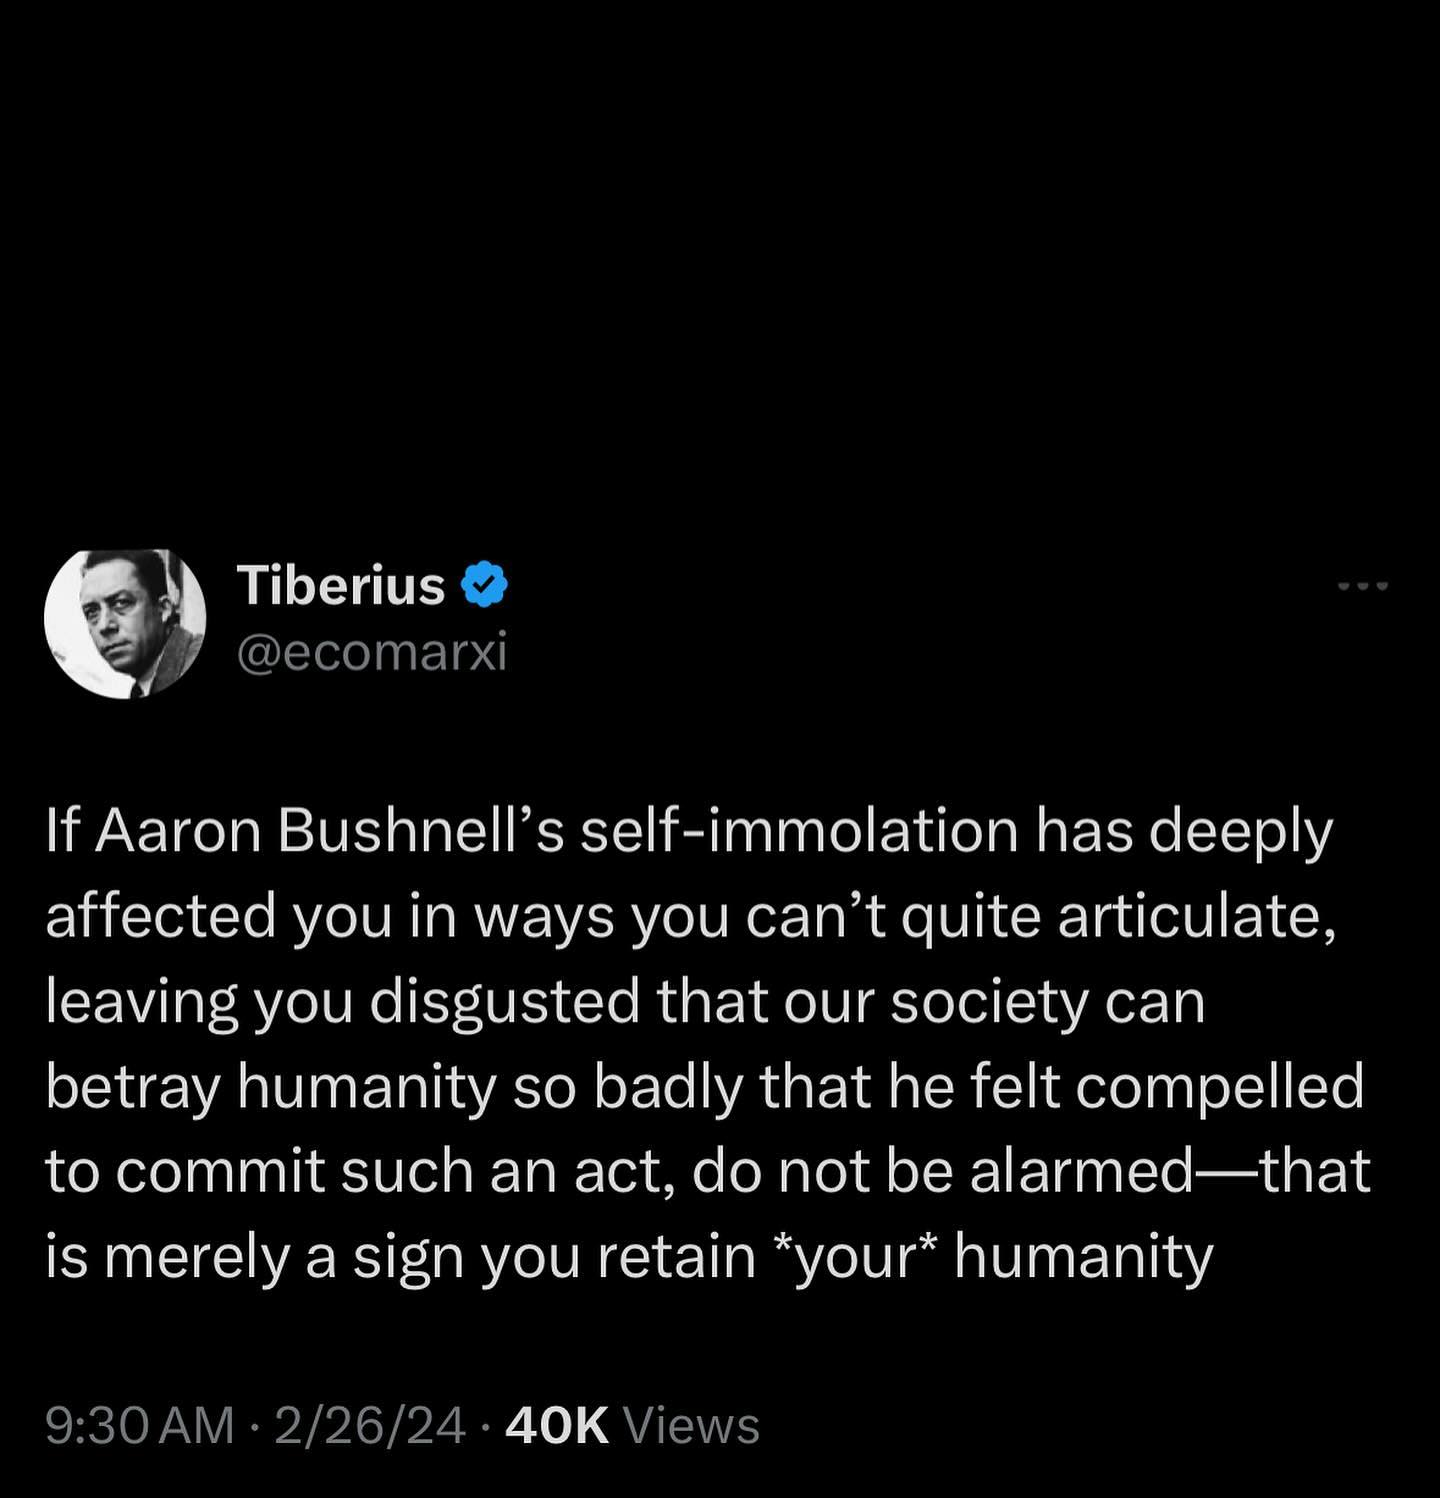 Tiberius
@ecomarxi
If Aaron Bushnell’s self-immolation has deeply
affected you in ways you can’t quite articulate,
leaving you disgusted that our society can
betray humanity so badly that he felt compelled
to commit such an act, do not be alarmed—that
is merely a sign you retain *your* humanity
9:30 AM · 2/26/24 · 40K Views